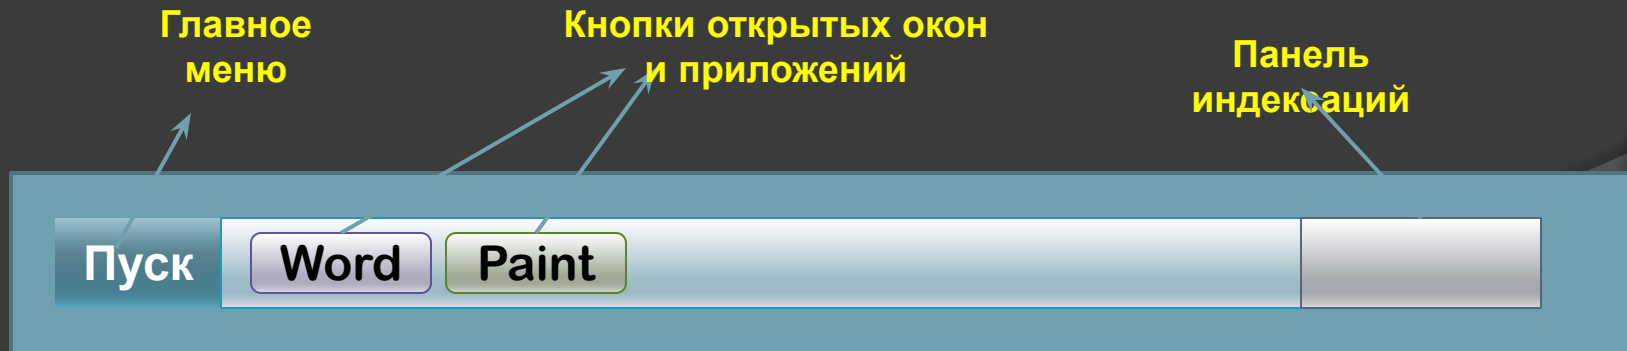 Главное
меню
Кнопки открытых окон
и приложений
Панель
индексаций
Пуск
Word
Paint